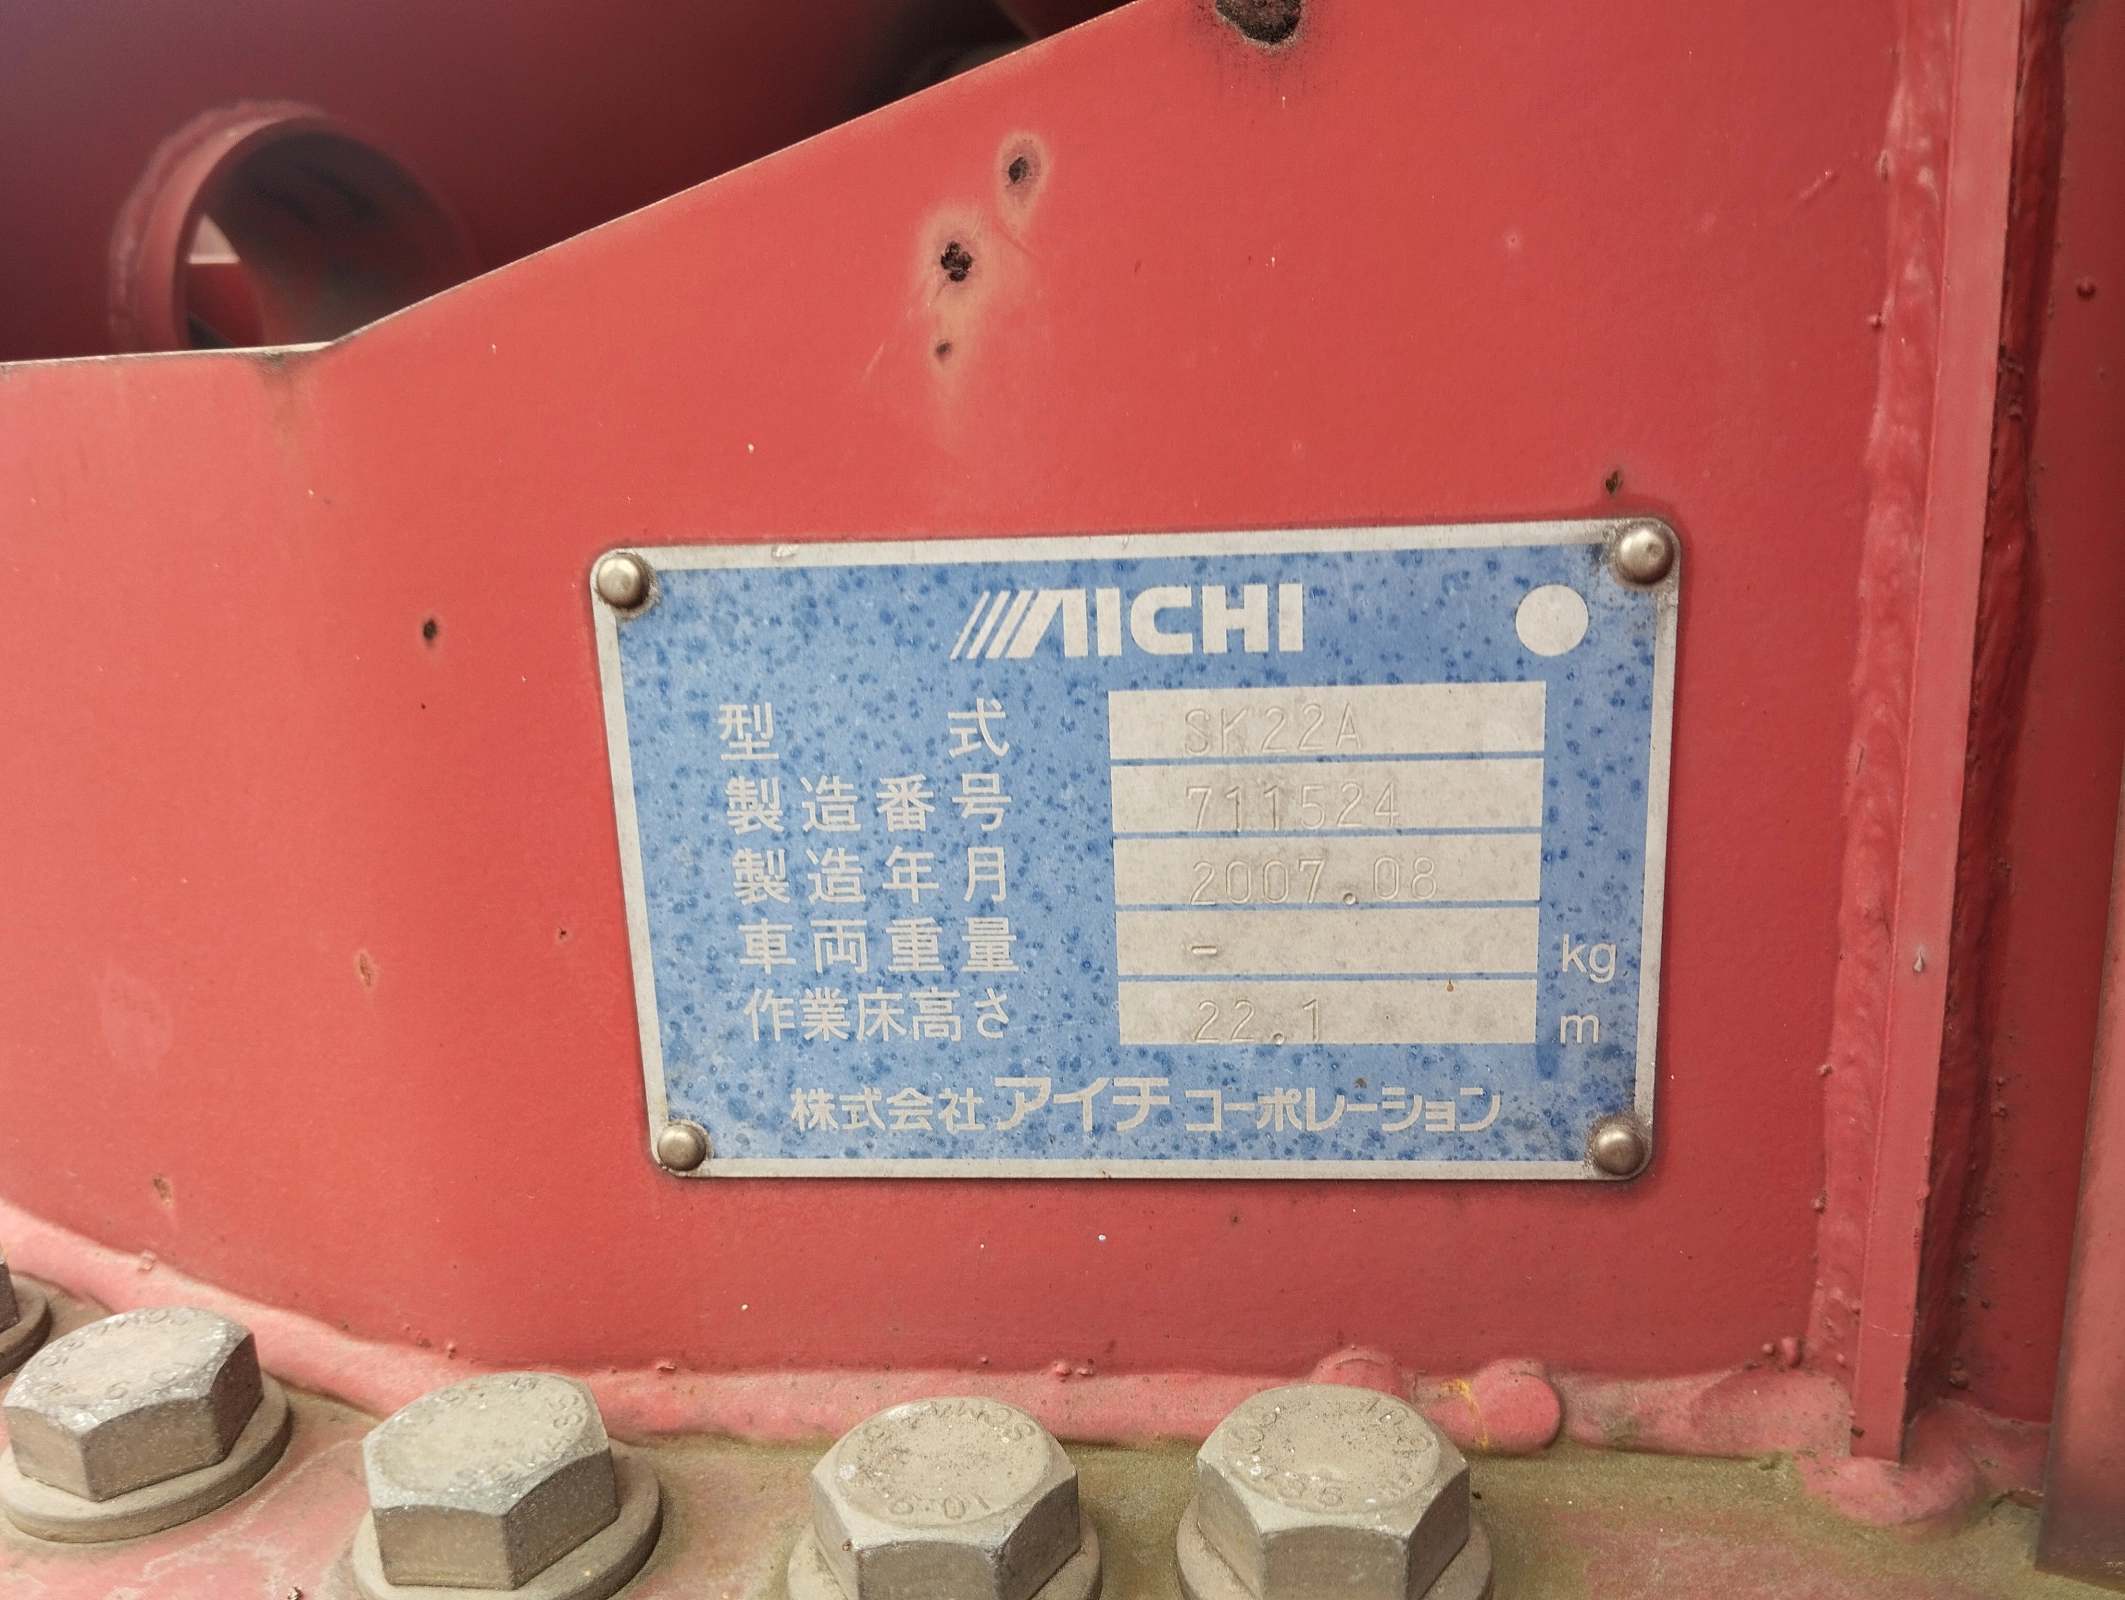 AICHI
型式 SK22A
製造番号 711524
製造年月 2007.08
車両重量 - kg
作業床高さ 22.1 m
株式会社アイチコーポレーション
10.9